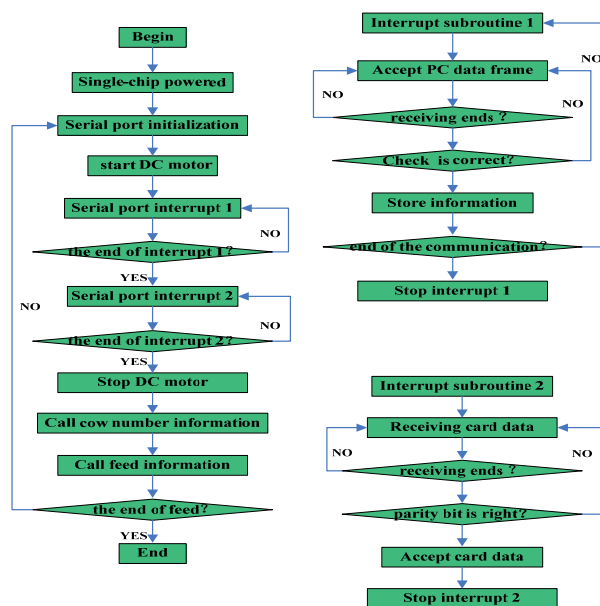 Begin
Single-chip powered
Serial port initialization
start DC motor
Serial port interrupt 1
the end of interrupt 1?
NO
YES
Serial port interrupt 2
the end of interrupt 2?
NO
YES
Stop DC motor
Call cow number information
Call feed information
the end of feed?
NO
YES
End
Interrupt subroutine 1
Accept PC data frame
NO
NO
receiving ends ?
Check is correct?
Store information
end of the communication?
NO
Stop interrupt 1
Interrupt subroutine 2
Receiving card data
NO
NO
receiving ends ?
parity bit is right?
Accept card data
Stop interrupt 2